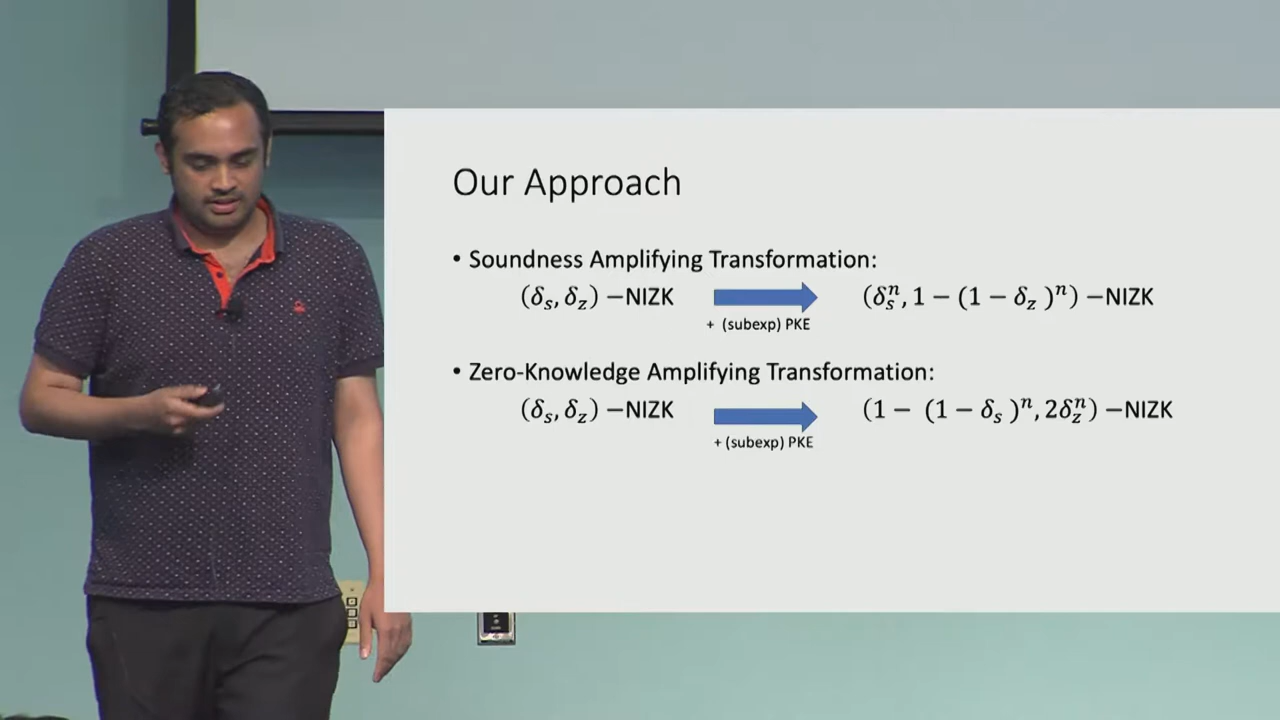 Our Approach
• Soundness Amplifying Transformation:
(δ_s, δ_z) −NIZK (δ_s^n, 1 − (1 − δ_z )^n) −NIZK
+ (subexp) PKE
• Zero-Knowledge Amplifying Transformation:
(δ_s, δ_z) −NIZK (1 − (1 − δ_s )^n, 2δ_z^n) −NIZK
+ (subexp) PKE